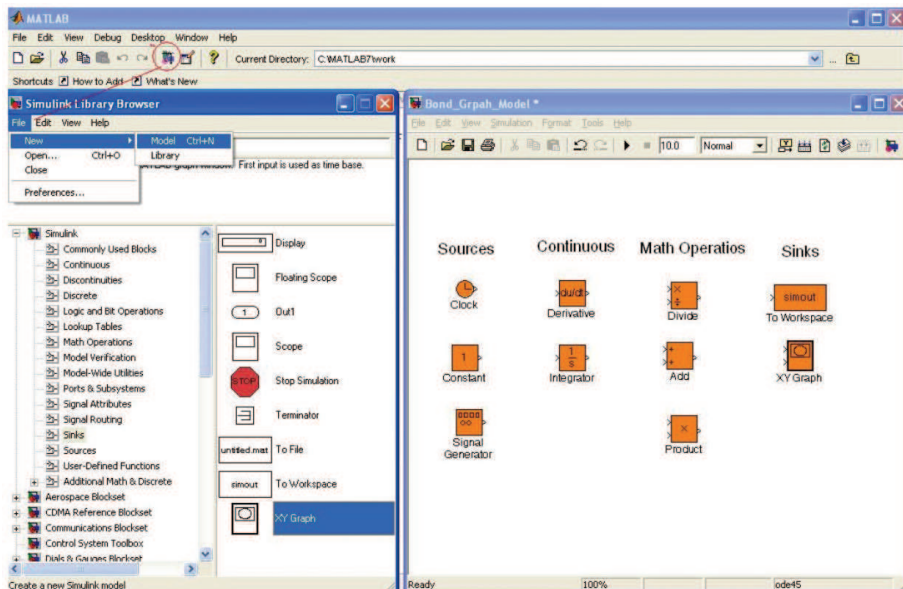 MATLAB
File Edit View Debug Desktop Window Help
Current Directory: C:\MATLAB7\work
Shortcuts How to Add What's New
Simulink Library Browser
File Edit View Help
New
Open... Ctrl+O
Close
Preferences...
Model Ctrl+N
Library
window. First input is used as time base.
Simulink
Commonly Used Blocks
Continuous
Discontinuities
Discrete
Logic and Bit Operations
Lookup Tables
Math Operations
Model Verification
Model-Wide Utilities
Ports & Subsystems
Signal Attributes
Signal Routing
Sinks
Sources
User-Defined Functions
Additional Math & Discrete
Aerospace Blockset
CDMA Reference Blockset
Communications Blockset
Control System Toolbox
Dials & Gauges Blockset
Display
Floating Scope
1 Out1
Scope
STOP Stop Simulation
Terminator
untitled.mat To File
simout To Workspace
XY Graph
Create a new Simulink model
Bond_Grpah_Model *
File Edit View Simulation Format Tools Help
10.0 Normal
Sources Continuous Math Operatios Sinks
Clock
du/dt
Derivative
× ÷
Divide
simout
To Workspace
1
Constant
1/s
Integrator
+ +
Add
XY Graph
Signal
Generator
×
Product
Ready 100% ode45